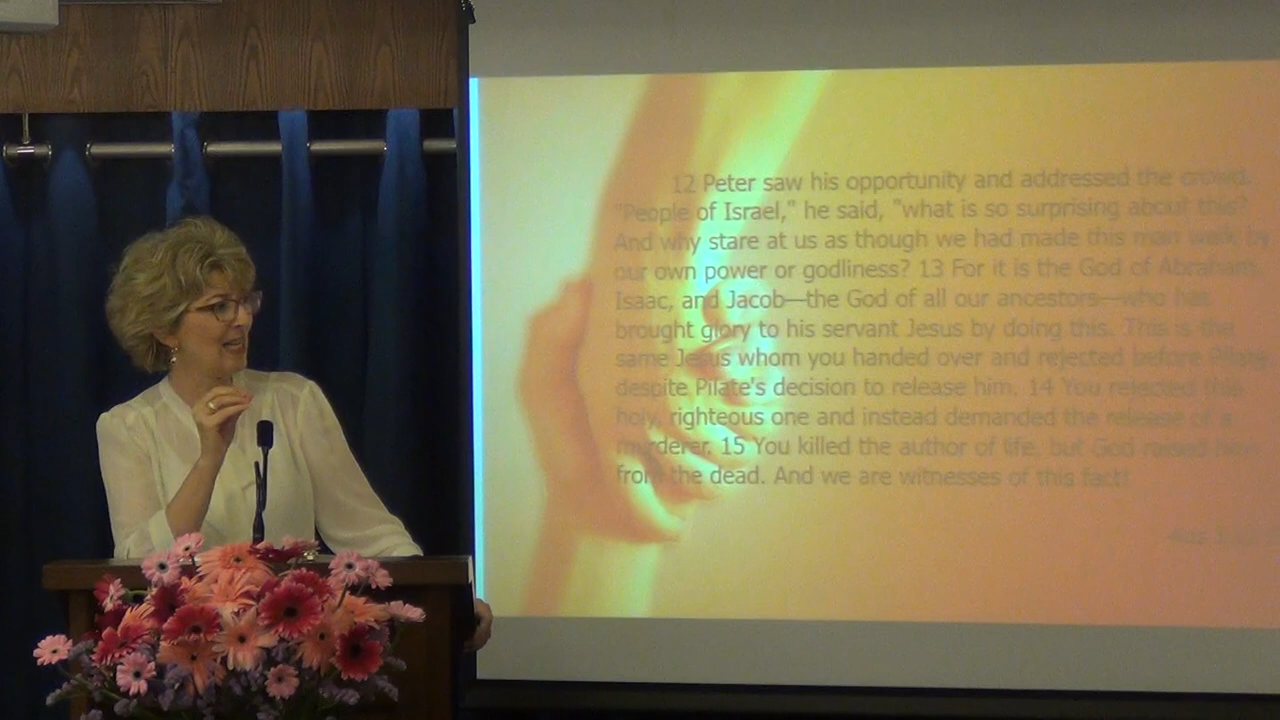 12 Peter saw his opportunity and addressed the crowd.
"People of Israel," he said, "what is so surprising about this?
And why stare at us as though we had made this man walk by
our own power or godliness? 13 For it is the God of Abraham,
Isaac, and Jacob—the God of all our ancestors—who has
brought glory to his servant Jesus by doing this. This is the
same Jesus whom you handed over and rejected before Pilate,
despite Pilate's decision to release him. 14 You rejected this
holy, righteous one and instead demanded the release of a
murderer. 15 You killed the author of life, but God raised him
from the dead. And we are witnesses of this fact!